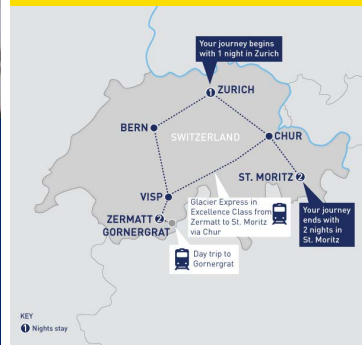 Your journey begins
with 1 night in Zurich
1 ZURICH
BERN
SWITZERLAND
CHUR
ST. MORITZ 2
VISP
Glacier Express in
Excellence Class from
Zermatt to St. Moritz
via Chur
Your journey
ends with
2 nights in
St. Moritz
ZERMATT 2
GORNERGRAT
Day trip to
Gornergrat
KEY
1 Nights stay